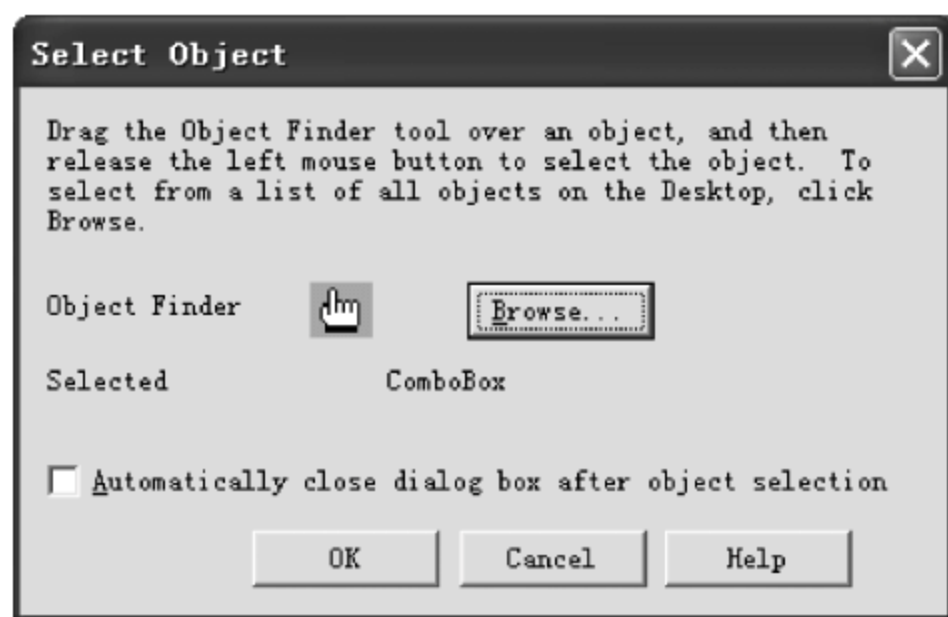 Select Object
Drag the Object Finder tool over an object, and then
release the left mouse button to select the object. To
select from a list of all objects on the Desktop, click
Browse.
Object Finder Browse...
Selected ComboBox
Automatically close dialog box after object selection
OK Cancel Help